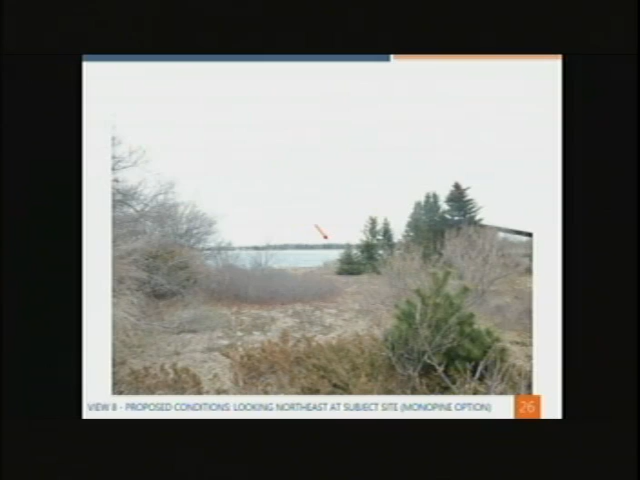 VIEW 8 - PROPOSED CONDITIONS: LOOKING NORTHEAST AT SUBJECT SITE (MONOPINE OPTION)
26